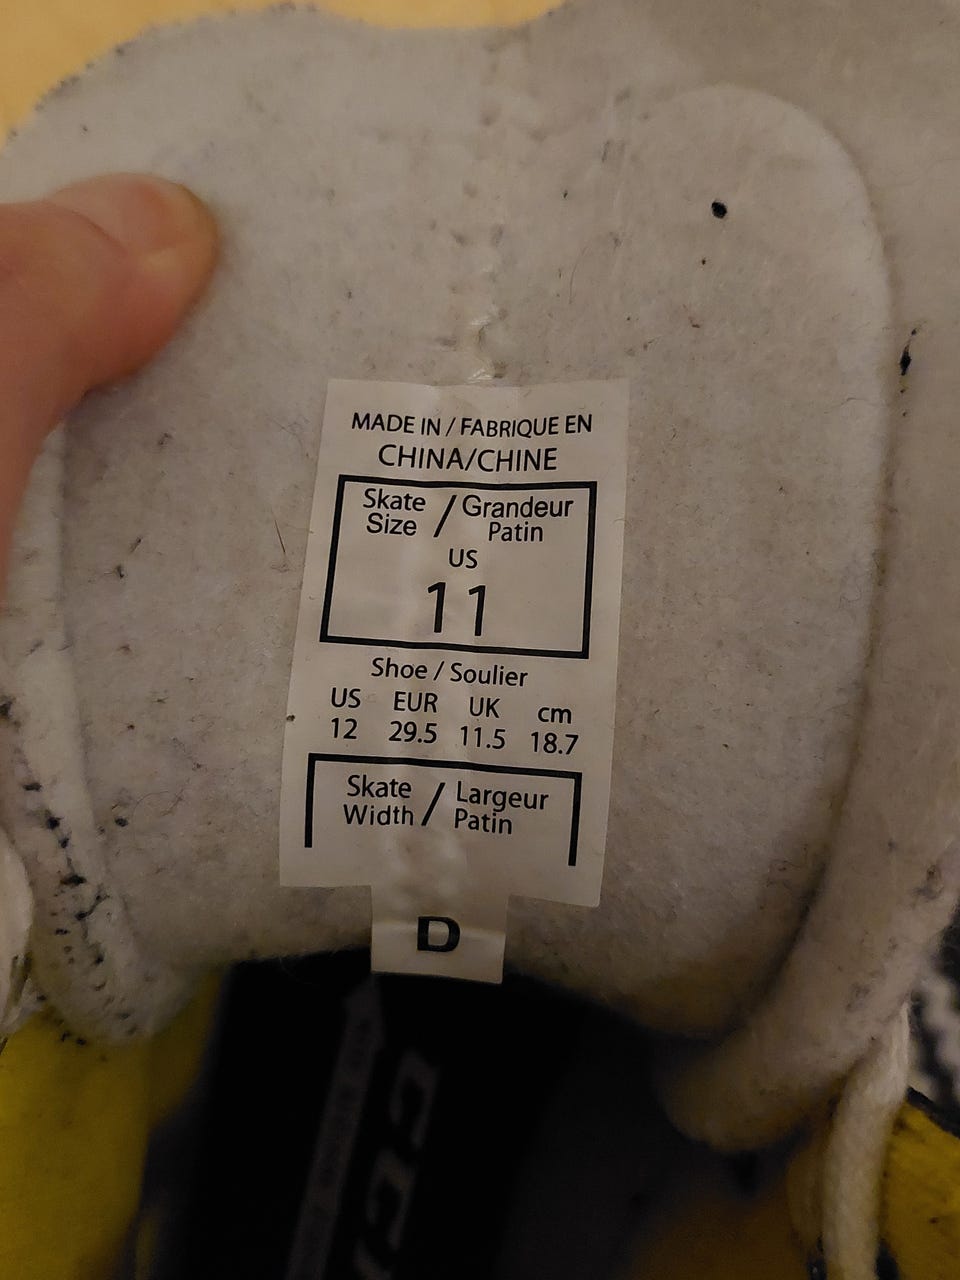 MADE IN / FABRIQUE EN
CHINA/CHINE
Skate Size / Grandeur Patin
US
11
Shoe / Soulier
US EUR UK cm
12 29.5 11.5 18.7
Skate Width / Largeur Patin
D